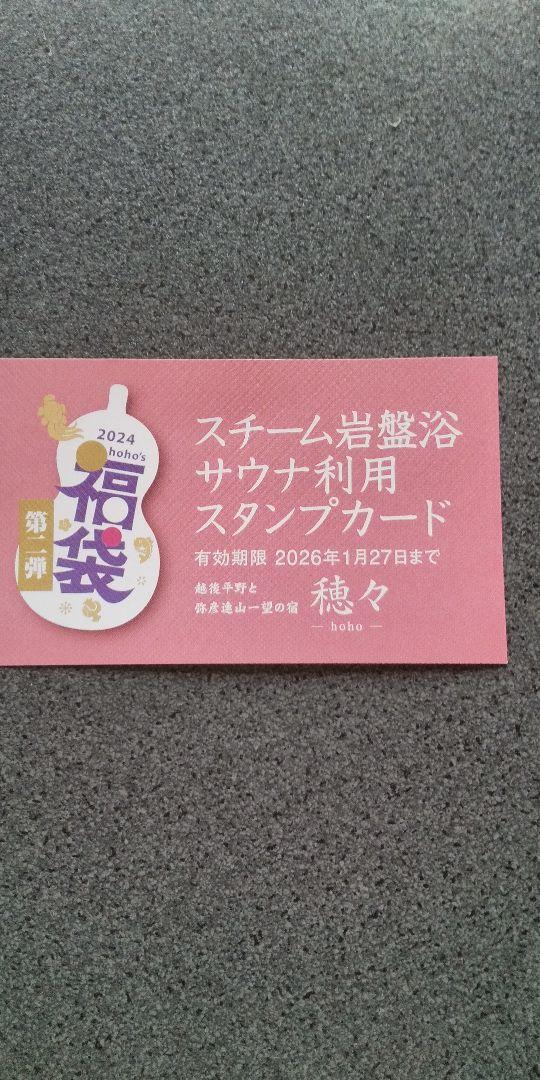 2024
hoho's
福袋
第二弾
スチーム岩盤浴
サウナ利用
スタンプカード
有効期限 2026年1月27日まで
越後平野と
弥彦連山一望の宿
穂々
― hoho ―